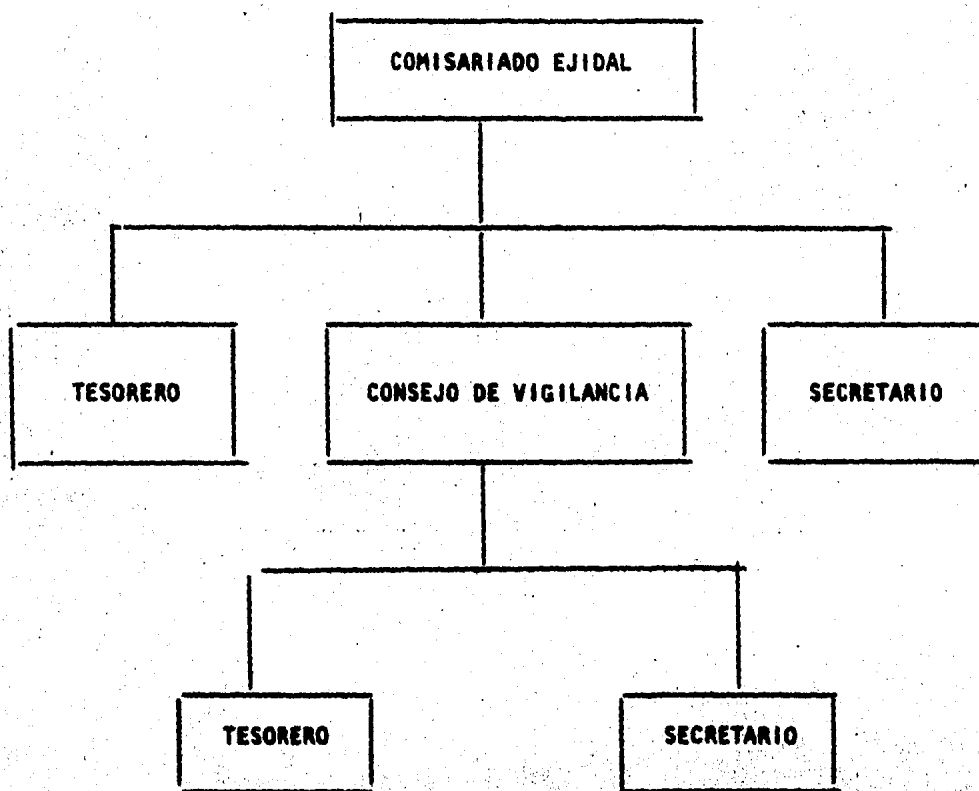 COMISARIADO EJIDAL
TESORERO
CONSEJO DE VIGILANCIA
SECRETARIO
TESORERO
SECRETARIO